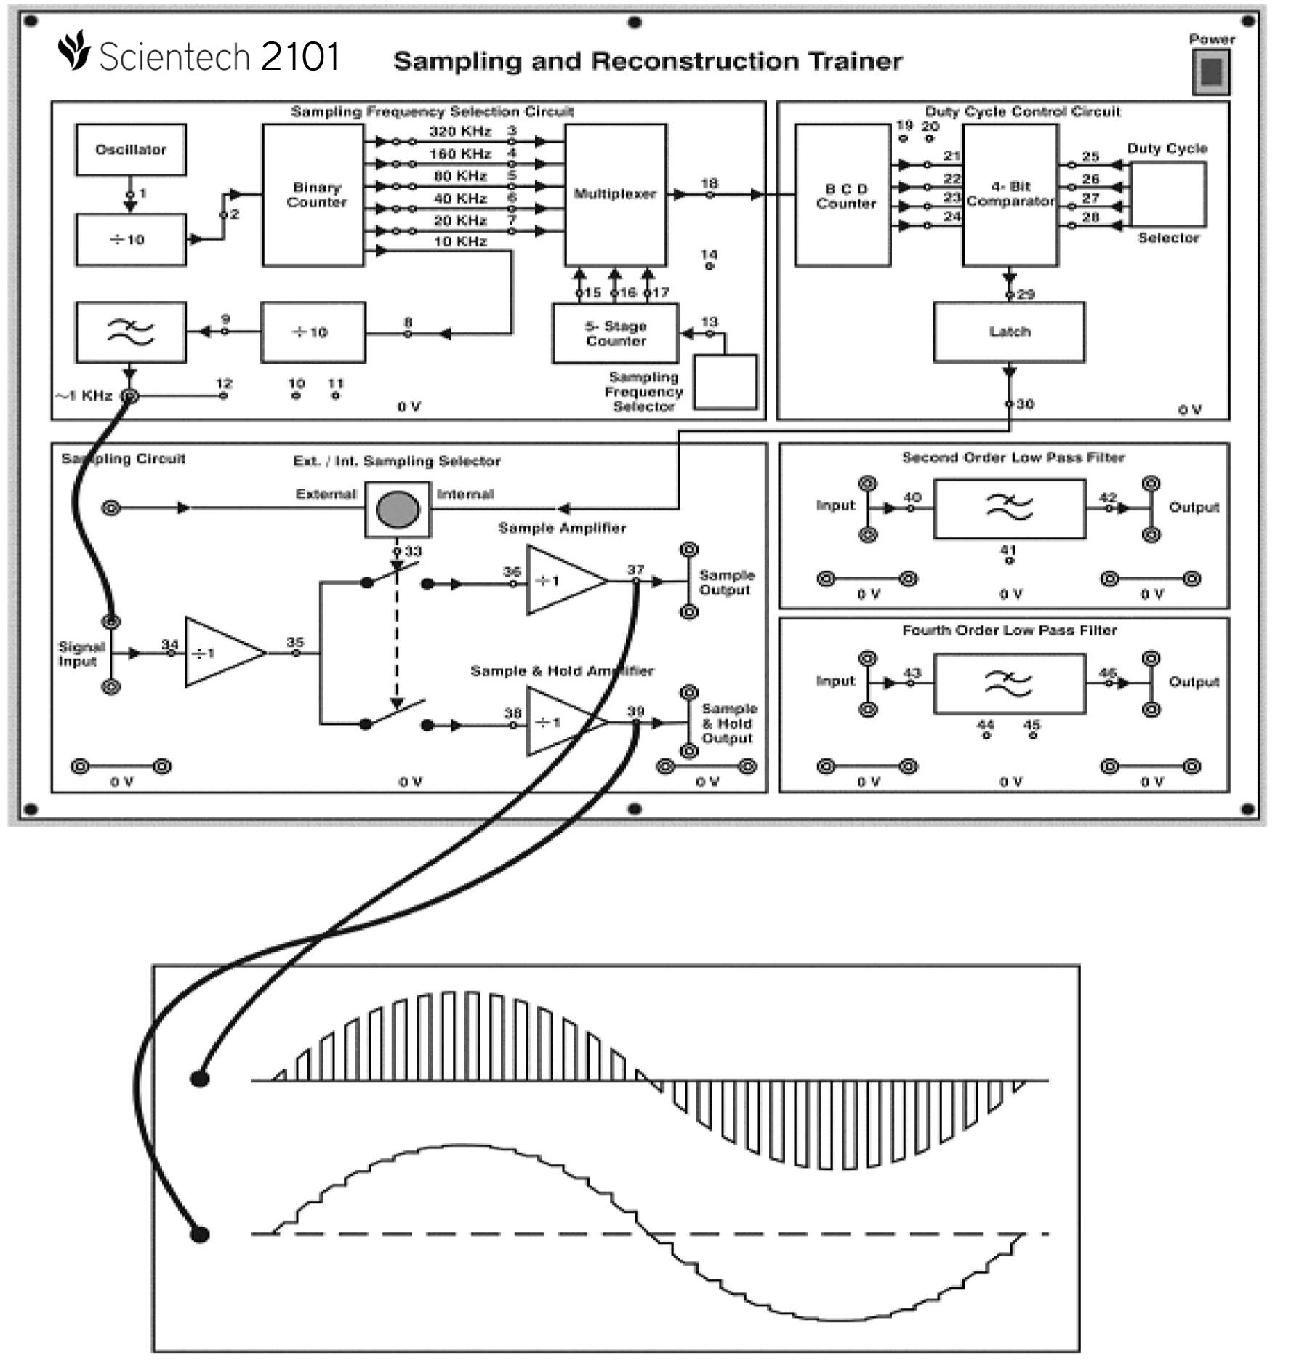 Scientech 2101
Sampling and Reconstruction Trainer
Power
Sampling Frequency Selection Circuit
Oscillator
1
÷10
2
Binary
Counter
320 KHz 3
160 KHz 4
80 KHz 5
40 KHz 6
20 KHz 7
10 KHz
Multiplexer
18
14
15 16 17
5- Stage
Counter
13
Sampling
Frequency
Selector
8
÷10
9
~1 KHz
12
10 11
0 V
Duty Cycle Control Circuit
19 20
B C D
Counter
21
22
23
24
4- Bit
Comparator
25
26
27
28
Duty Cycle
Selector
29
Latch
30
0 V
Sampling Circuit
Ext. / Int. Sampling Selector
External
Internal
33
Sample Amplifier
36
÷1
37
Sample
Output
Signal
Input
34
÷1
35
Sample & Hold Amplifier
38
÷1
39
Sample
& Hold
Output
0 V
0 V
0 V
Second Order Low Pass Filter
Input
40
42
Output
41
0 V
0 V
0 V
Fourth Order Low Pass Filter
Input
43
46
Output
44 45
0 V
0 V
0 V